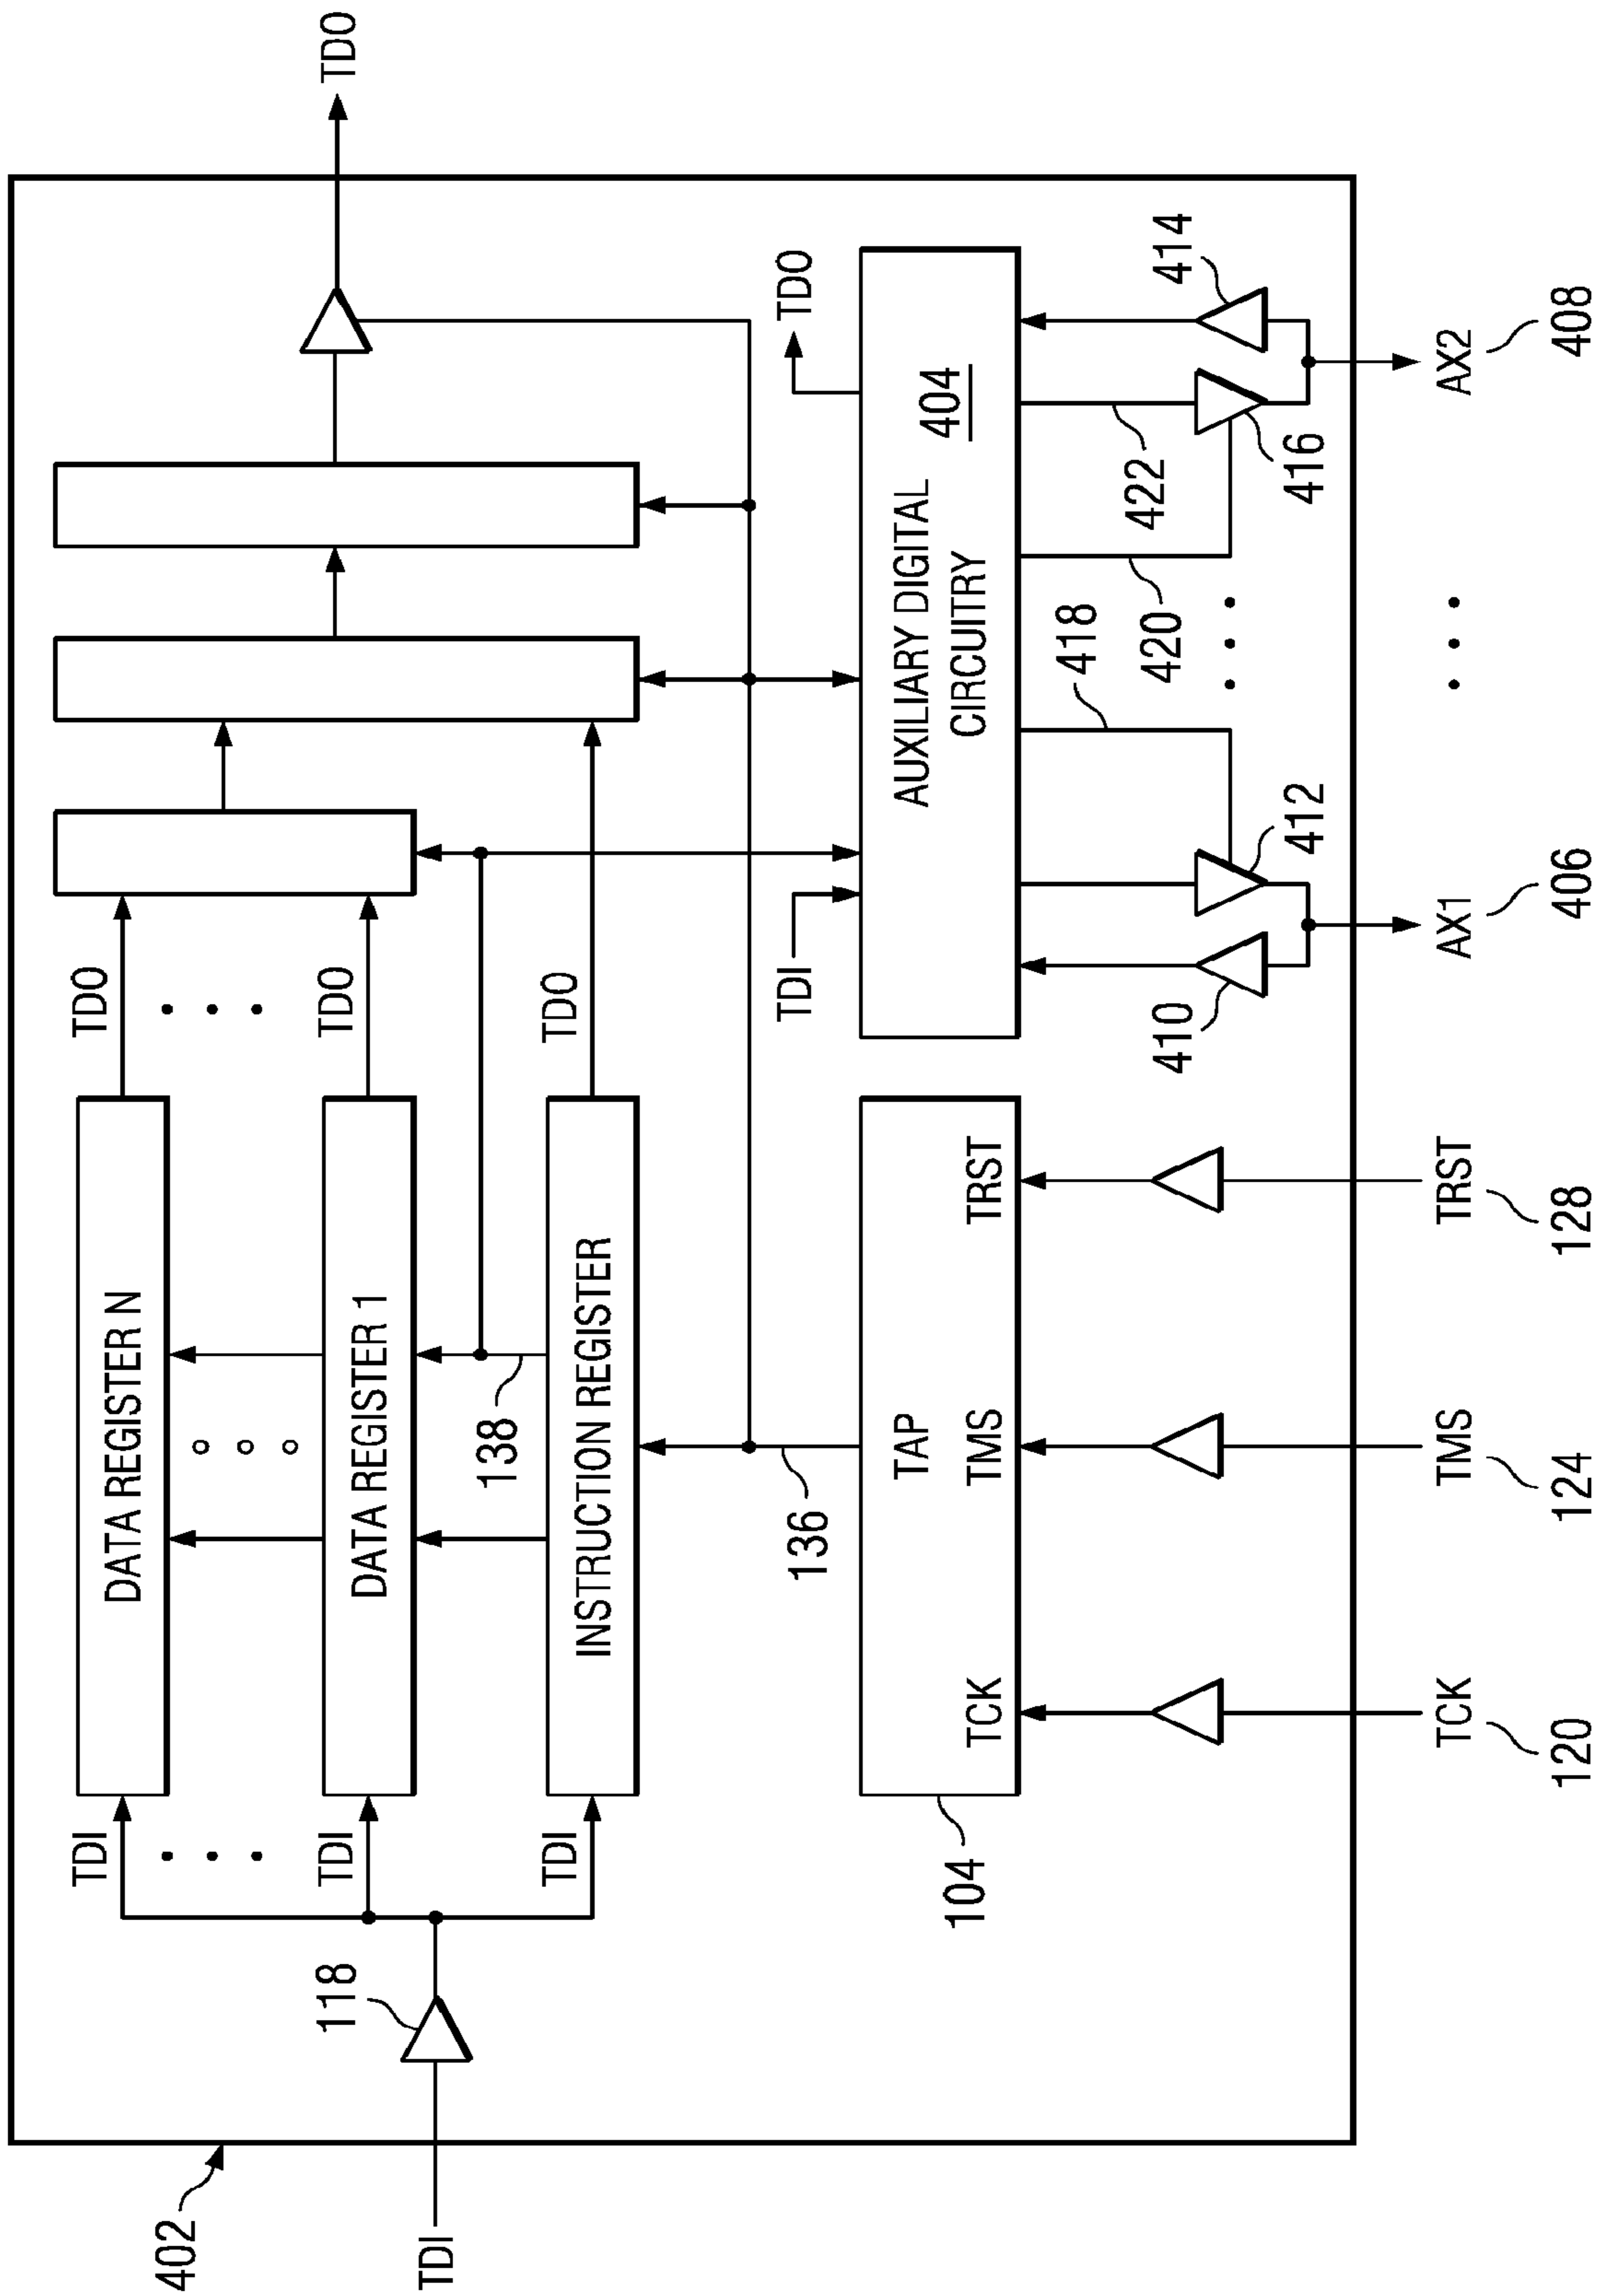 402
TDI
118
TDI
TDI
TDI
DATA REGISTER N
DATA REGISTER 1
INSTRUCTION REGISTER
138
136
TDO
TDO
TDO
TDO
104
TAP
TCK
TMS
TRST
TDI
TDO
AUXILIARY DIGITAL
CIRCUITRY
404
410
412
418
420
422
416
414
TCK
TMS
TRST
AX1
AX2
120
124
128
406
408